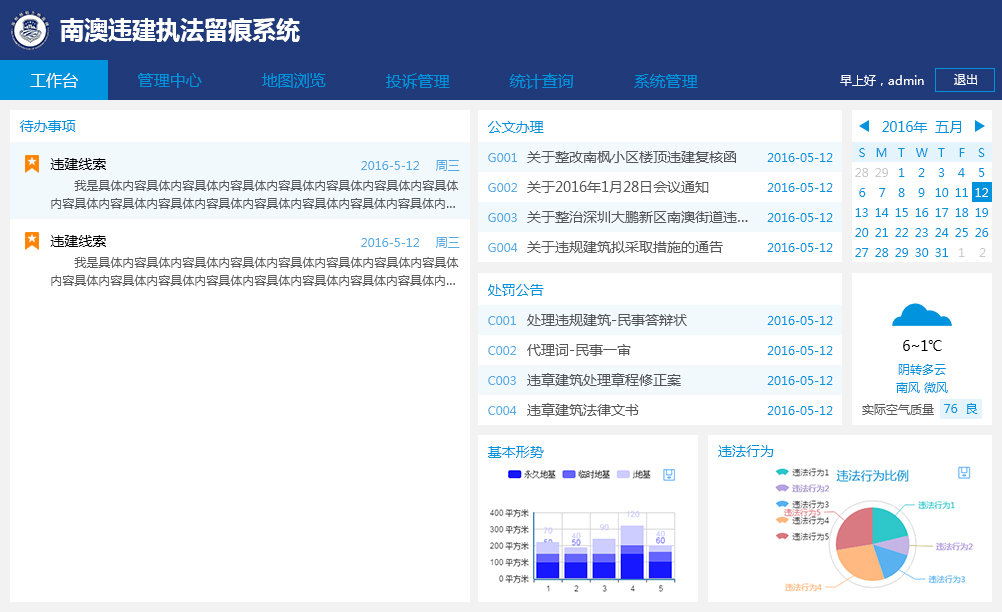 南澳违建执法留痕系统
工作台 管理中心 地图浏览 投诉管理 统计查询 系统管理 早上好，admin 退出
待办事项
违建线索 2016-5-12 周三
我是具体内容具体内容具体内容具体内容具体内容具体内容具体
内容具体内容具体内容具体内容具体内容具体内容具体内容具体内...
违建线索 2016-5-12 周三
我是具体内容具体内容具体内容具体内容具体内容具体内容具体
内容具体内容具体内容具体内容具体内容具体内容具体内容具体内...
公文办理
G001 关于整改南枫小区楼顶违建复核函 2016-05-12
G002 关于2016年1月28日会议通知 2016-05-12
G003 关于整治深圳大鹏新区南澳街道违... 2016-05-12
G004 关于违规建筑拟采取措施的通告 2016-05-12
处罚公告
C001 处理违规建筑-民事答辩状 2016-05-12
C002 代理词-民事一审 2016-05-12
C003 违章建筑处理章程修正案 2016-05-12
C004 违章建筑法律文书 2016-05-12
2016年 五月
S M T W T F S
28 29 1 2 3 4 5
6 7 8 9 10 11 12
13 14 15 16 17 18 19
20 21 22 23 24 25 26
27 28 29 30 31 1 2
6~1℃
阴转多云
南风 微风
实际空气质量 76 良
基本形势
永久地基 临时地基 地基
400 平方米
300 平方米
200 平方米
100 平方米
0 平方米
70 40 90 120 40
50 50 60
1 2 3 4 5
违法行为
违法行为比例
违法行为1
违法行为2
违法行为3
违法行为4
违法行为5
违法行为1
违法行为2
违法行为3
违法行为4
违法行为5